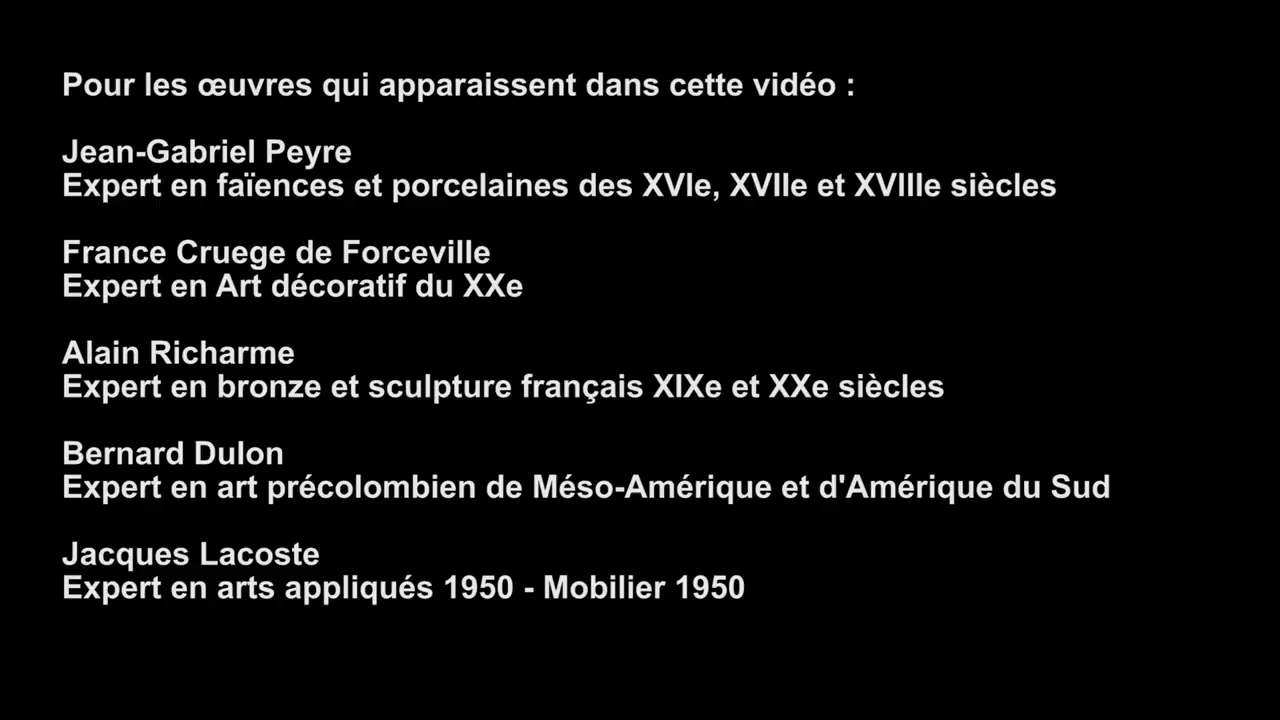 Pour les œuvres qui apparaissent dans cette vidéo :
Jean-Gabriel Peyre
Expert en faïences et porcelaines des XVIe, XVIIe et XVIIIe siècles
France Cruege de Forceville
Expert en Art décoratif du XXe
Alain Richarme
Expert en bronze et sculpture français XIXe et XXe siècles
Bernard Dulon
Expert en art précolombien de Méso-Amérique et d'Amérique du Sud
Jacques Lacoste
Expert en arts appliqués 1950 - Mobilier 1950